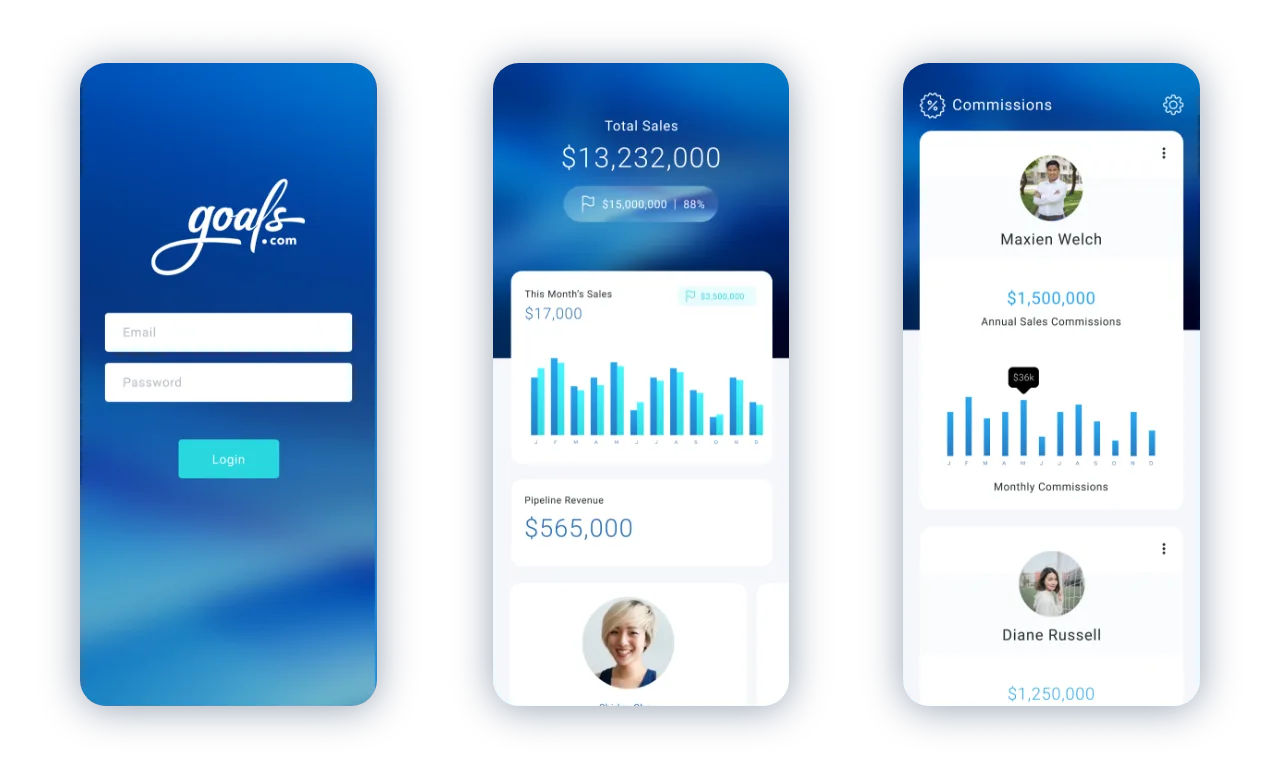 goals
.com
Email
Password
Login
Total Sales
$13,232,000
$15,000,000 | 88%
This Month's Sales
$3,500,000
$17,000
J F M A M J J A S O N D
Pipeline Revenue
$565,000
% Commissions
Maxien Welch
$1,500,000
Annual Sales Commissions
$36k
J F M A M J J A S O N D
Monthly Commissions
Diane Russell
$1,250,000